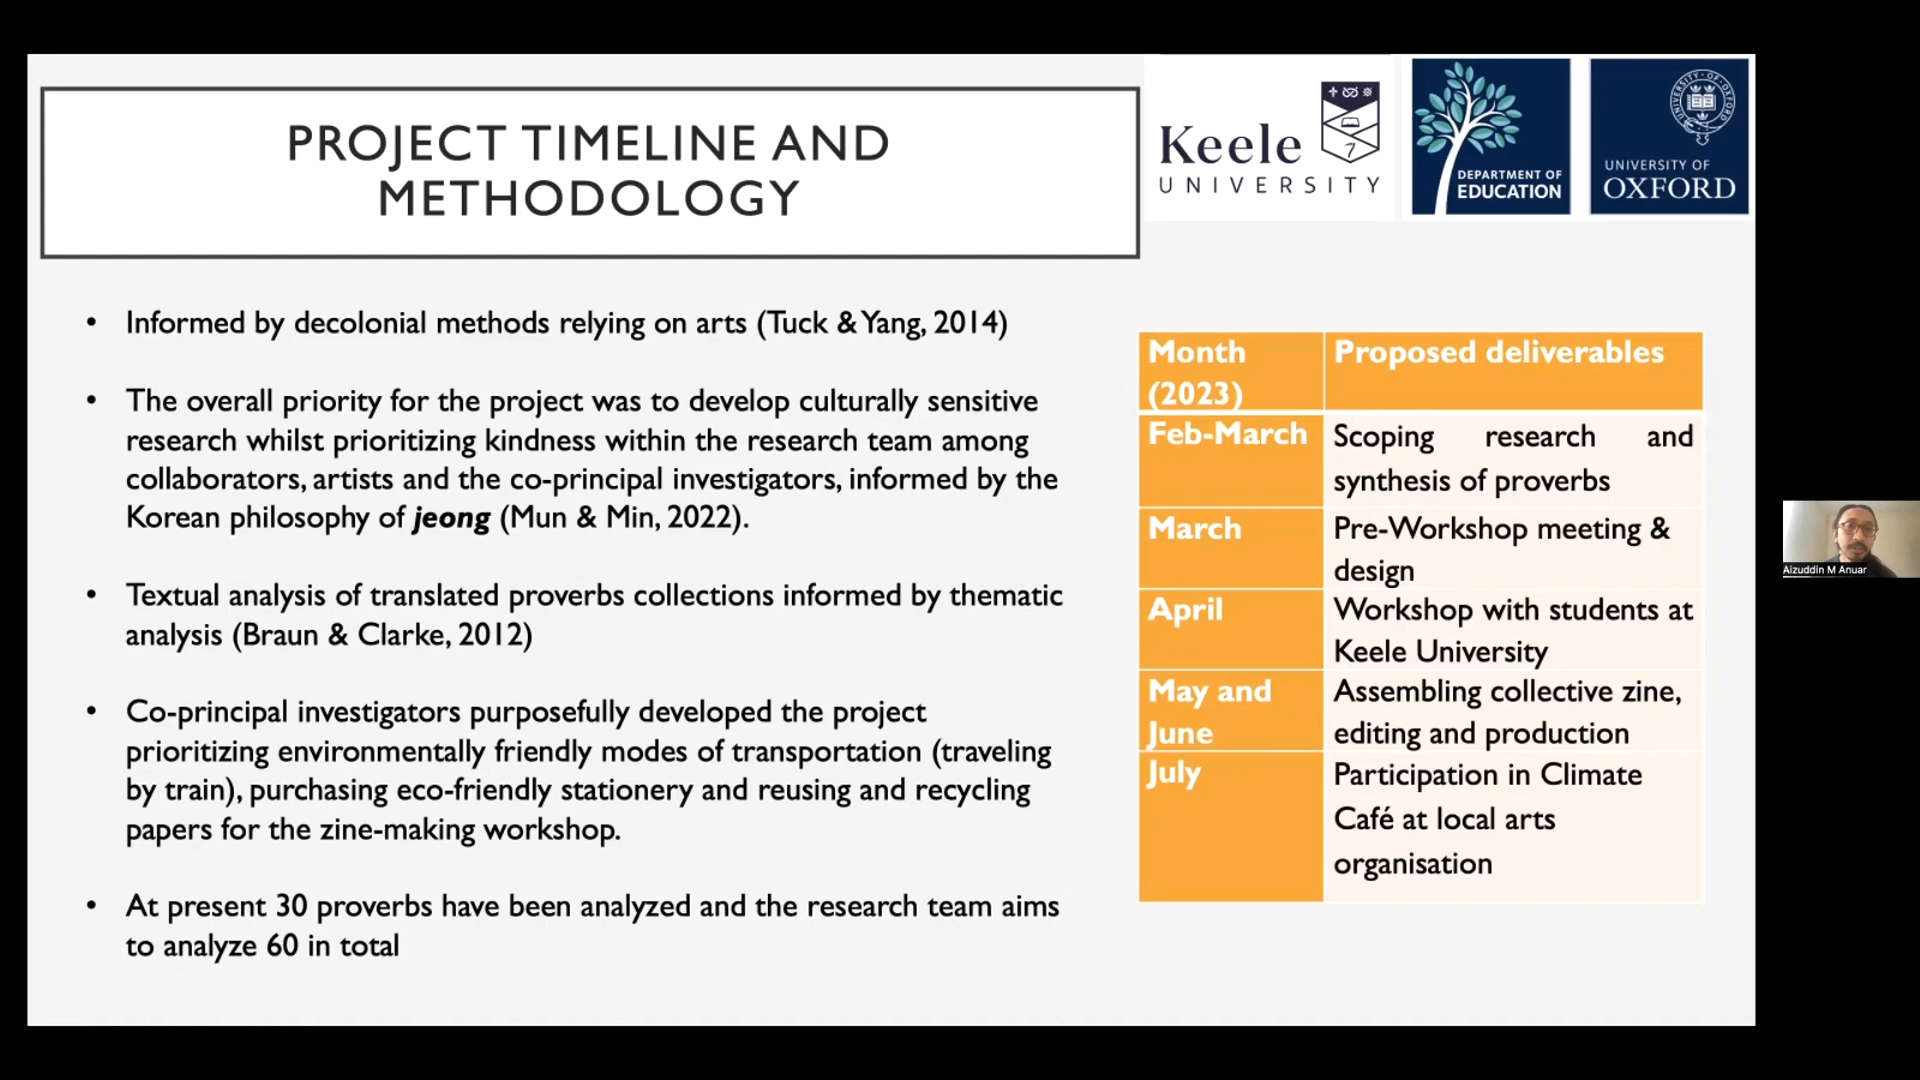 PROJECT TIMELINE AND
METHODOLOGY
Keele
UNIVERSITY
DEPARTMENT OF
EDUCATION
UNIVERSITY OF
OXFORD
• Informed by decolonial methods relying on arts (Tuck & Yang, 2014)
• The overall priority for the project was to develop culturally sensitive
research whilst prioritizing kindness within the research team among
collaborators, artists and the co-principal investigators, informed by the
Korean philosophy of jeong (Mun & Min, 2022).
• Textual analysis of translated proverbs collections informed by thematic
analysis (Braun & Clarke, 2012)
• Co-principal investigators purposefully developed the project
prioritizing environmentally friendly modes of transportation (traveling
by train), purchasing eco-friendly stationery and reusing and recycling
papers for the zine-making workshop.
• At present 30 proverbs have been analyzed and the research team aims
to analyze 60 in total
Month
(2023)
Proposed deliverables
Feb-March
Scoping research and
synthesis of proverbs
March
Pre-Workshop meeting &
design
April
Workshop with students at
Keele University
May and
June
Assembling collective zine,
editing and production
July
Participation in Climate
Café at local arts
organisation
Aizuddin M Anuar